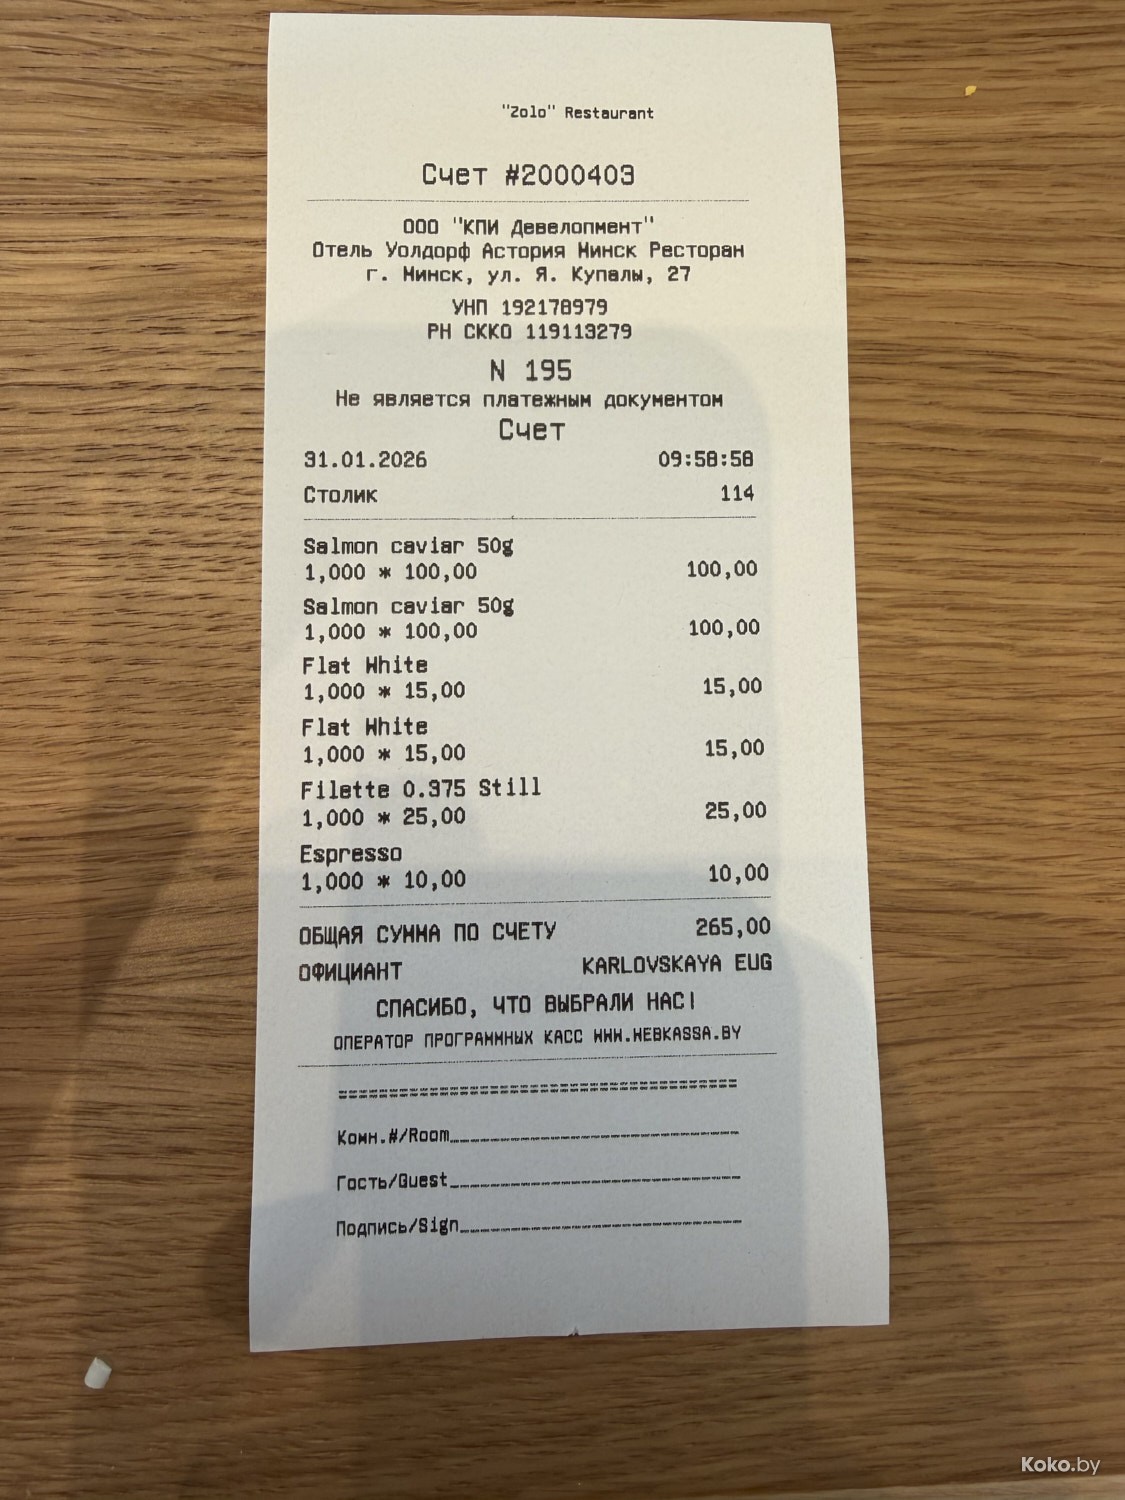 "Zolo" Restaurant
Счет #2000403
ООО "КПИ Девелопмент"
Отель Уолдорф Астория Минск Ресторан
г. Минск, ул. Я. Купалы, 27
УНП 192178979
РН СККО 119113279
N 195
Не является платежным документом
Счет
31.01.2026 09:58:58
Столик 114
Salmon caviar 50g
1,000 * 100,00 100,00
Salmon caviar 50g
1,000 * 100,00 100,00
Flat White
1,000 * 15,00 15,00
Flat White
1,000 * 15,00 15,00
Filette 0.375 Still
1,000 * 25,00 25,00
Espresso
1,000 * 10,00 10,00
ОБЩАЯ СУММА ПО СЧЕТУ 265,00
ОФИЦИАНТ KARLOVSKAYA EUG
СПАСИБО, ЧТО ВЫБРАЛИ НАС!
ОПЕРАТОР ПРОГРАММНЫХ КАСС WWW.WEBKASSA.BY
Комн.#/Room
Гость/Guest
Подпись/Sign
Koko.by